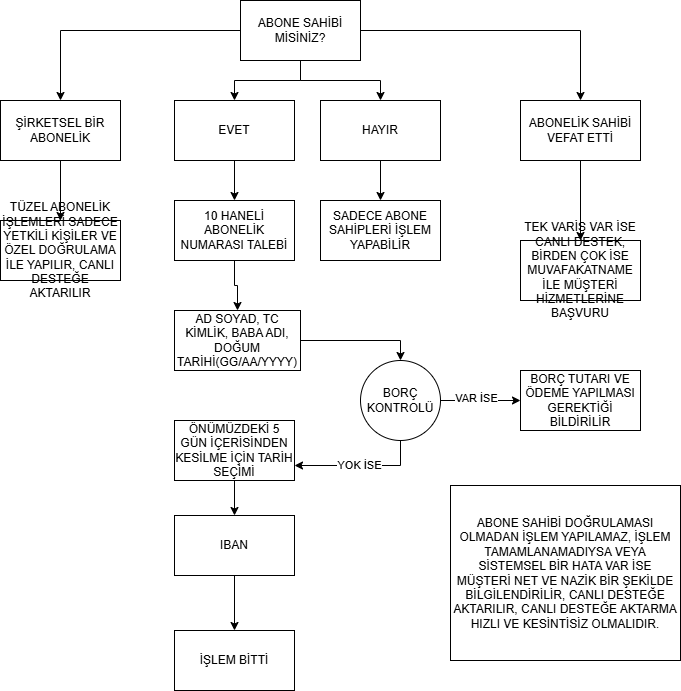 ABONE SAHİBİ
MİSİNİZ?
ŞİRKETSEL BİR
ABONELİK
EVET
HAYIR
ABONELİK SAHİBİ
VEFAT ETTİ
TÜZEL ABONELİK
İŞLEMLERİ SADECE
YETKİLİ KİŞİLER VE
ÖZEL DOĞRULAMA
İLE YAPILIR, CANLI
DESTEĞE
AKTARILIR
10 HANELİ
ABONELİK
NUMARASI TALEBİ
SADECE ABONE
SAHİPLERİ İŞLEM
YAPABİLİR
TEK VARİS VAR İSE
CANLI DESTEK,
BİRDEN ÇOK İSE
MUVAFAKATNAME
İLE MÜŞTERİ
HİZMETLERİNE
BAŞVURU
AD SOYAD, TC
KİMLİK, BABA ADI,
DOĞUM
TARİHİ(GG/AA/YYYY)
BORÇ
KONTROLÜ
VAR İSE
BORÇ TUTARI VE
ÖDEME YAPILMASI
GEREKTİĞİ
BİLDİRİLİR
YOK İSE
ÖNÜMÜZDEKİ 5
GÜN İÇERİSİNDEN
KESİLME İÇİN TARİH
SEÇİMİ
IBAN
İŞLEM BİTTİ
ABONE SAHİBİ DOĞRULAMASI
OLMADAN İŞLEM YAPILAMAZ, İŞLEM
TAMAMLANAMADIYSA VEYA
SİSTEMSEL BİR HATA VAR İSE
MÜŞTERİ NET VE NAZİK BİR ŞEKİLDE
BİLGİLENDİRİLİR, CANLI DESTEĞE
AKTARILIR, CANLI DESTEĞE AKTARMA
HIZLI VE KESİNTİSİZ OLMALIDIR.